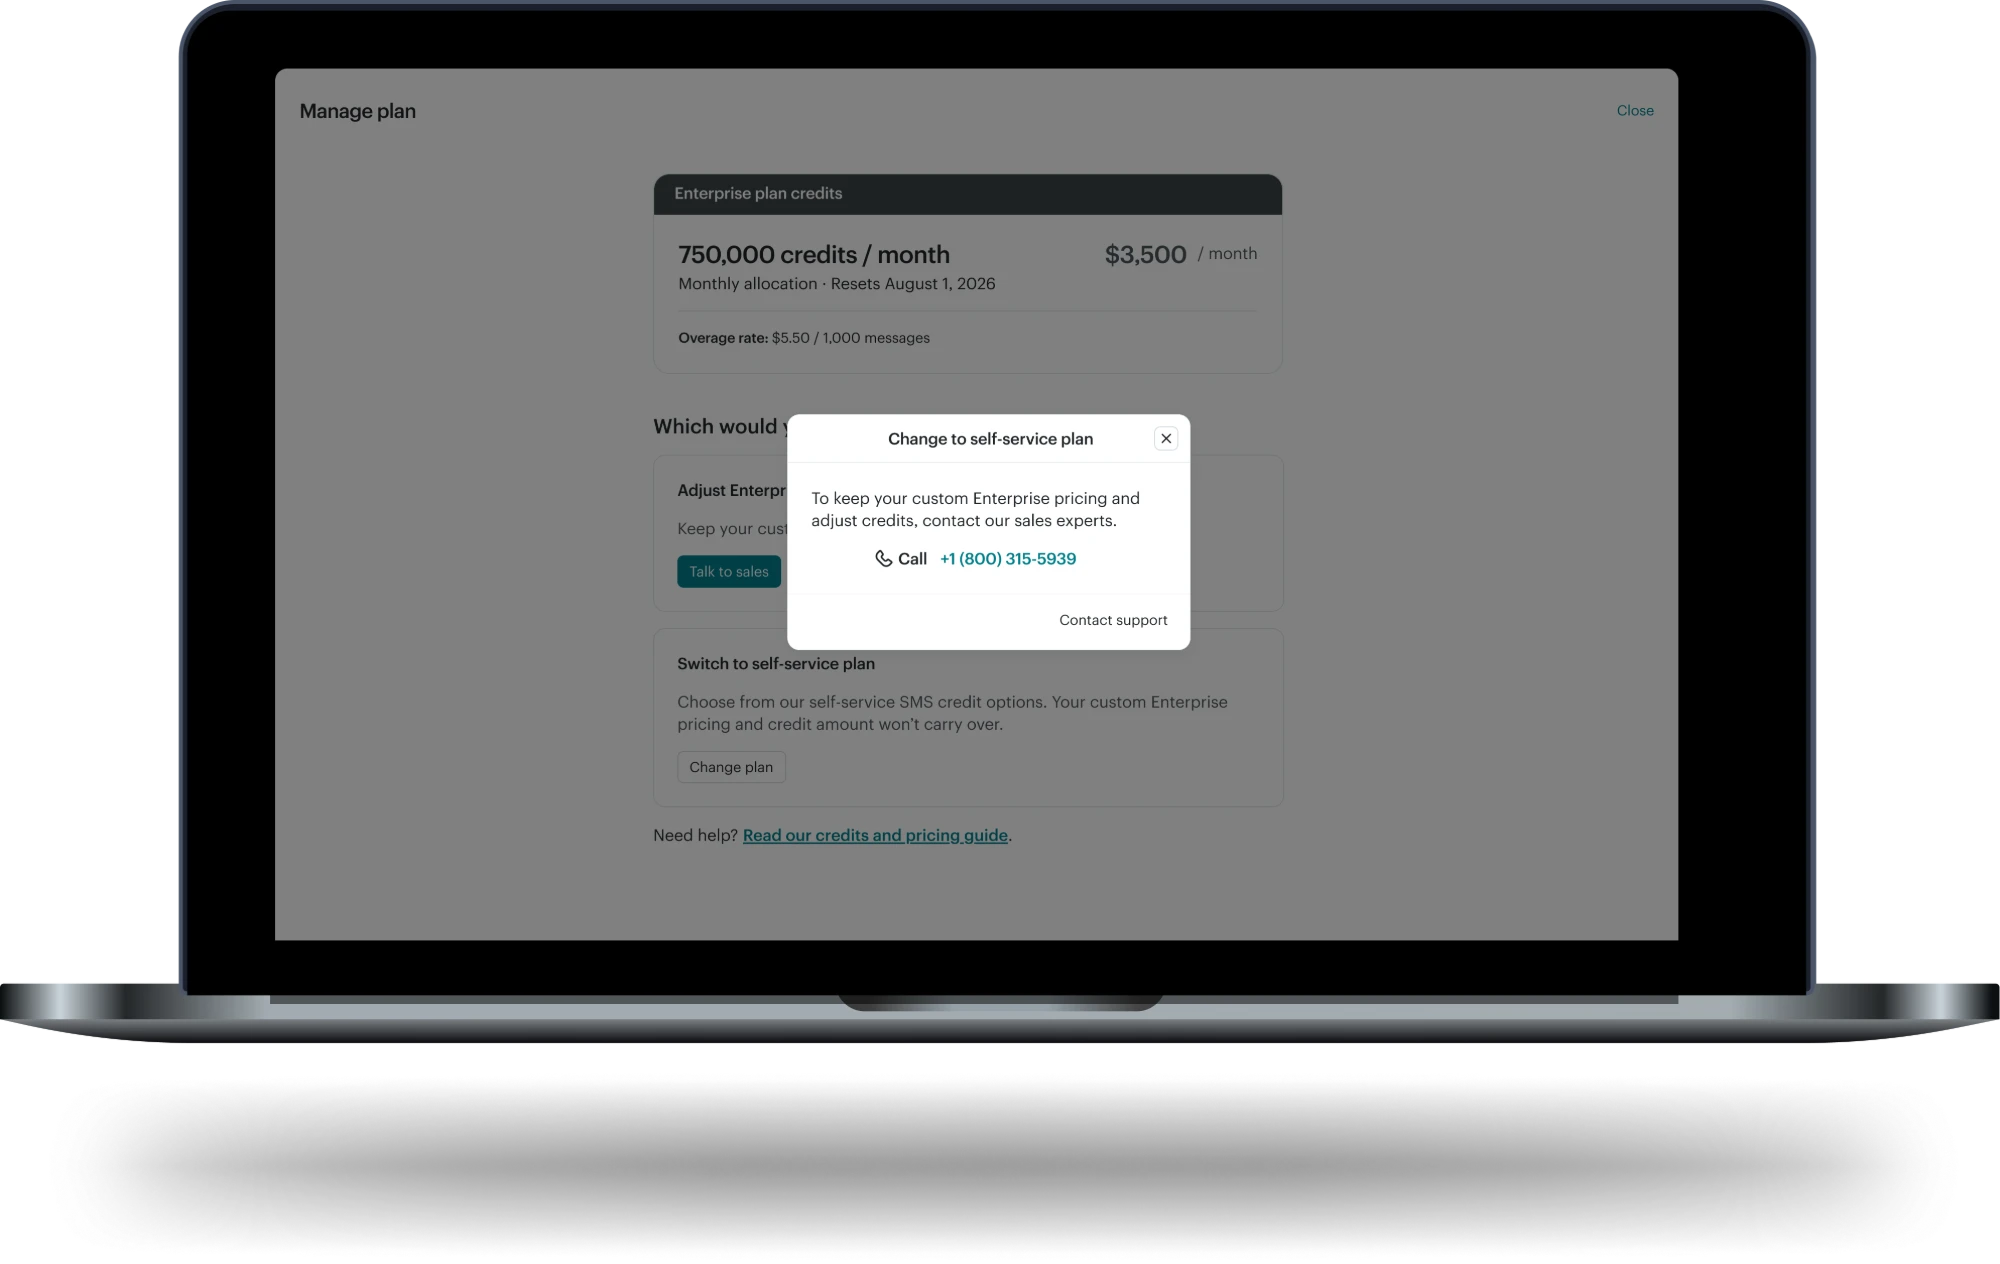 Manage plan
Close
Enterprise plan credits
750,000 credits / month
$3,500 / month
Monthly allocation · Resets August 1, 2026
Overage rate: $5.50 / 1,000 messages
Which would
Change to self-service plan
To keep your custom Enterprise pricing and
adjust credits, contact our sales experts.
Call +1 (800) 315-5939
Contact support
Adjust Enterpr
Keep your cust
Talk to sales
Switch to self-service plan
Choose from our self-service SMS credit options. Your custom Enterprise
pricing and credit amount won't carry over.
Change plan
Need help? Read our credits and pricing guide.